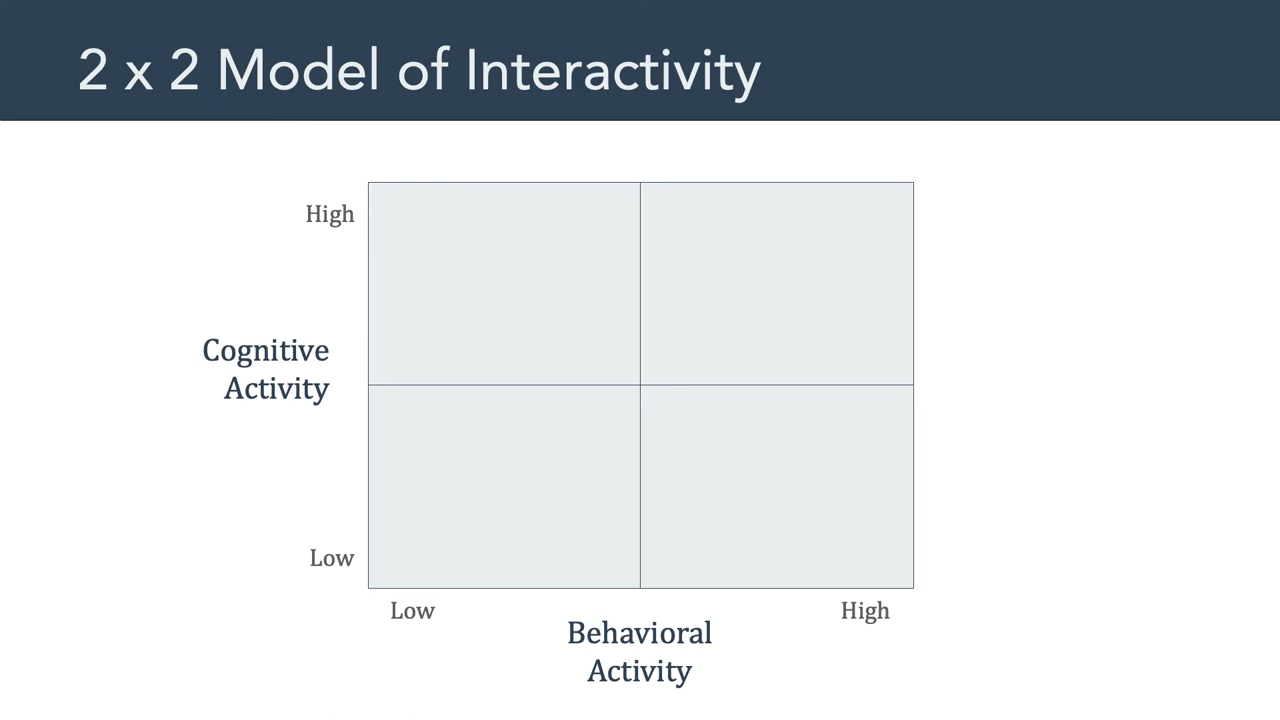 2 x 2 Model of Interactivity
High
Cognitive
Activity
Low
Low
High
Behavioral
Activity